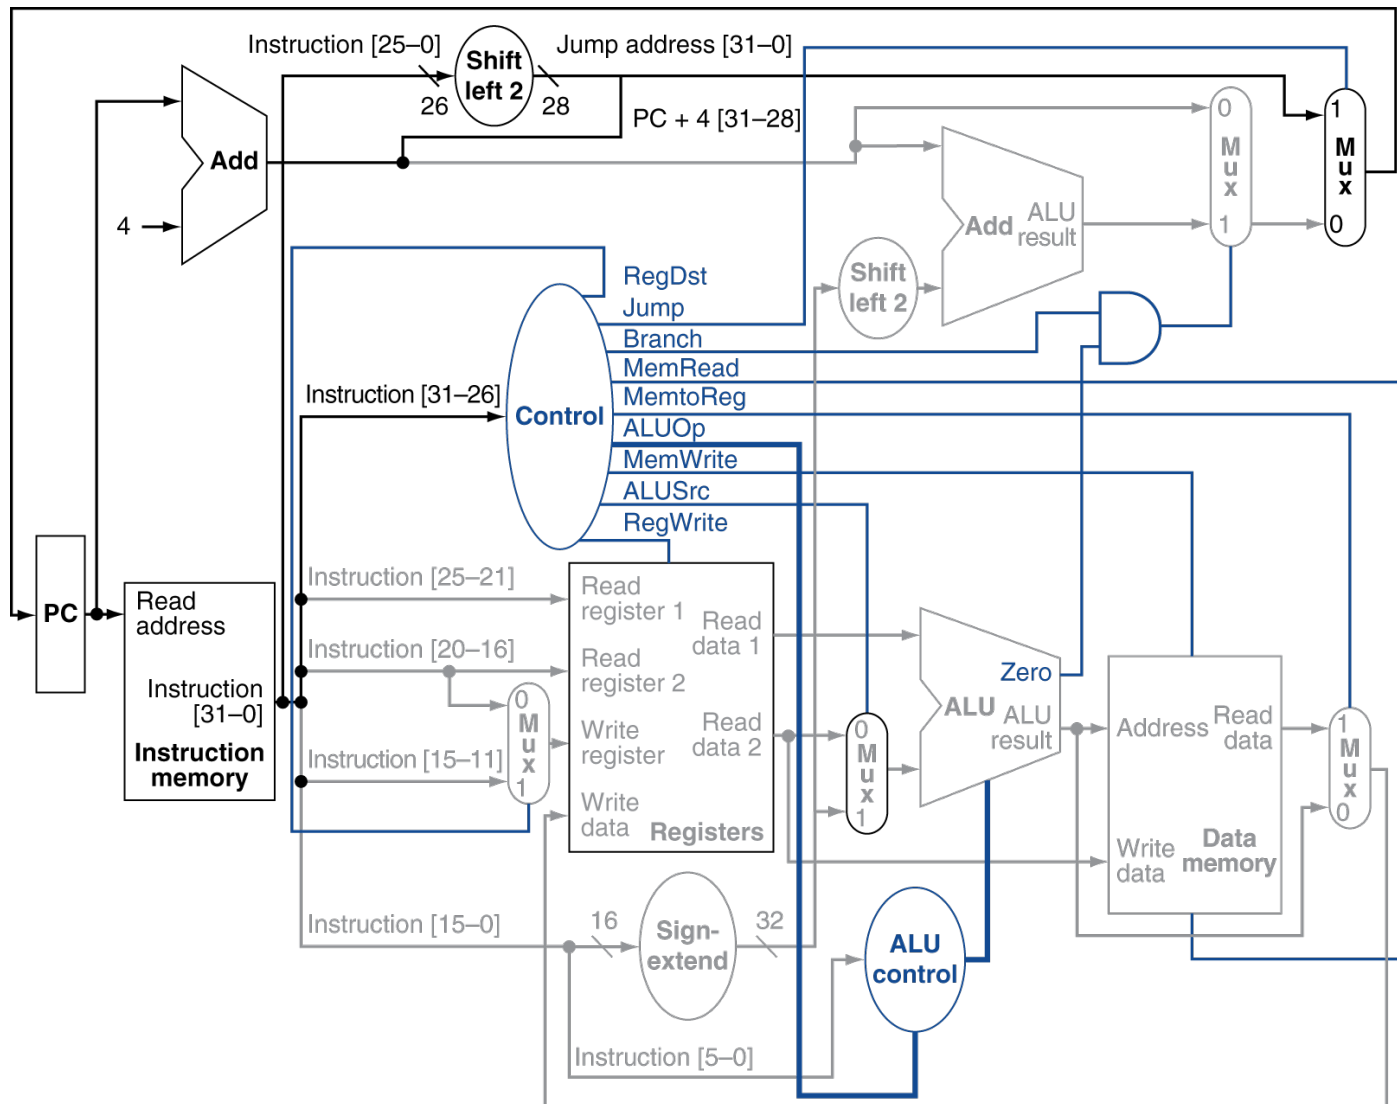 Instruction [25–0]
Shift
left 2
Jump address [31–0]
26
28
PC + 4 [31–28]
Add
4
0
M
u
x
1
1
M
u
x
0
Add
ALU
result
Shift
left 2
RegDst
Jump
Branch
MemRead
MemtoReg
ALUOp
MemWrite
ALUSrc
RegWrite
Instruction [31–26]
Control
PC
Read
address
Instruction
[31–0]
Instruction
memory
Instruction [25–21]
Instruction [20–16]
Instruction [15–11]
0
M
u
x
1
Read
register 1
Read
register 2
Write
register
Write
data
Read
data 1
Read
data 2
Registers
0
M
u
x
1
Zero
ALU
ALU
result
Address
Read
data
Write
data
Data
memory
1
M
u
x
0
Instruction [15–0]
16
Sign-
extend
32
ALU
control
Instruction [5–0]